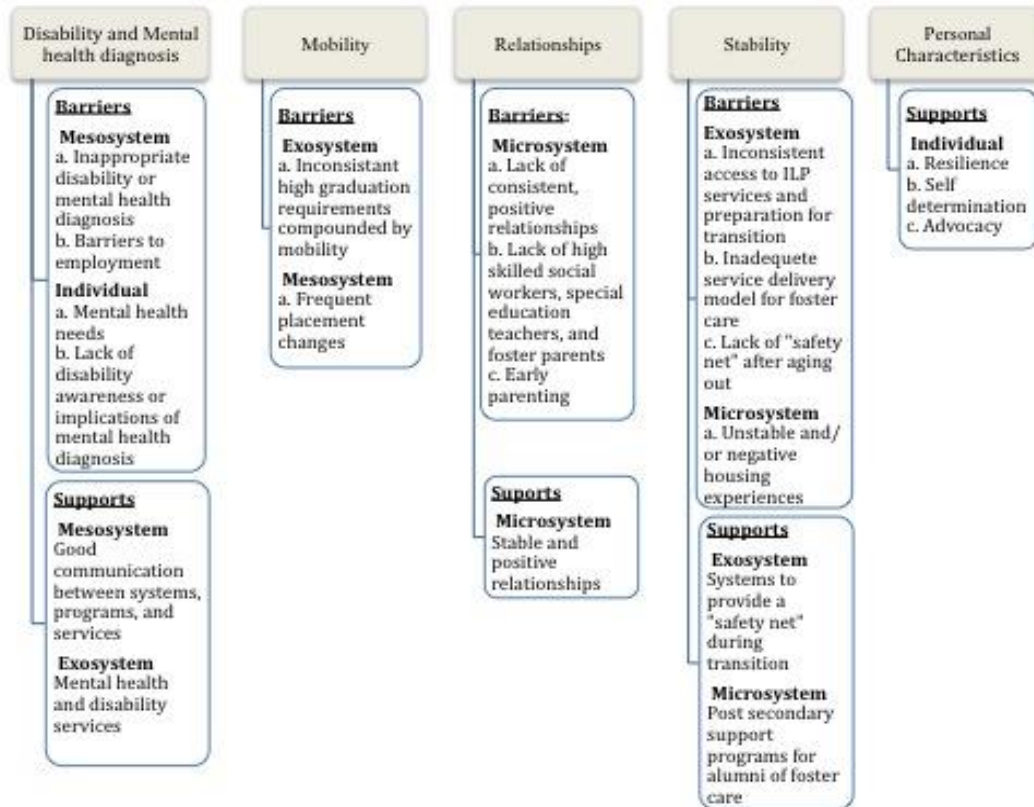 Disability and Mental
health diagnosis
Barriers
Mesosystem
a. Inappropriate
disability or
mental health
diagnosis
b. Barriers to
employment
Individual
a. Mental health
needs
b. Lack of
disability
awareness or
implications of
mental health
diagnosis
Supports
Mesosystem
Good
communication
between systems,
programs, and
services
Exosystem
Mental health
and disability
services
Mobility
Barriers
Exosystem
a. Inconsistant
high graduation
requirements
compounded by
mobility
Mesosystem
a. Frequent
placement
changes
Relationships
Barriers:
Microsystem
a. Lack of
consistent,
positive
relationships
b. Lack of high
skilled social
workers, special
education
teachers, and
foster parents
c. Early
parenting
Suports
Microsystem
Stable and
positive
relationships
Stability
Barriers
Exosystem
a. Inconsistent
access to ILP
services and
preparation for
transition
b. Inadequete
service delivery
model for foster
care
c. Lack of "safety
net" after aging
out
Microsystem
a. Unstable and/
or negative
housing
experiences
Supports
Exosystem
Systems to
provide a
"safety net"
during
transition
Microsystem
Post secondary
support
programs for
alumni of foster
care
Personal
Characteristics
Supports
Individual
a. Resilience
b. Self
determination
c. Advocacy